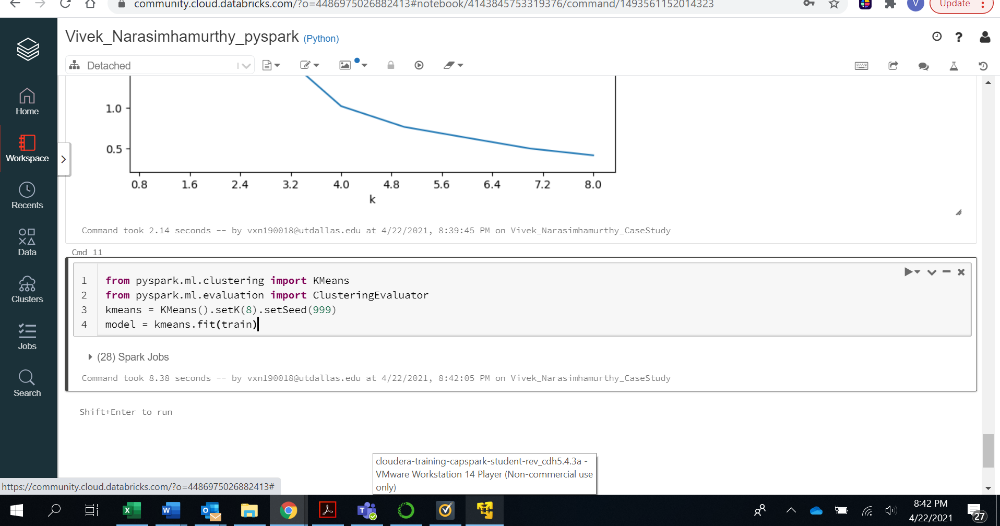 community.cloud.databricks.com/?o=4486975026882413#notebook/4143845753319376/command/1493561152014323
V
Update
Vivek_Narasimhamurthy_pyspark (Python)
Detached
Home
Workspace
Recents
Data
Clusters
Jobs
Search
1.0
0.5
0.8 1.6 2.4 3.2 4.0 4.8 5.6 6.4 7.2 8.0
k
Command took 2.14 seconds -- by vxn190018@utdallas.edu at 4/22/2021, 8:39:45 PM on Vivek_Narasimhamurthy_CaseStudy
Cmd 11
1 from pyspark.ml.clustering import KMeans
2 from pyspark.ml.evaluation import ClusteringEvaluator
3 kmeans = KMeans().setK(8).setSeed(999)
4 model = kmeans.fit(train)
(28) Spark Jobs
Command took 8.38 seconds -- by vxn190018@utdallas.edu at 4/22/2021, 8:42:05 PM on Vivek_Narasimhamurthy_CaseStudy
Shift+Enter to run
cloudera-training-capspark-student-rev_cdh5.4.3a -
VMware Workstation 14 Player (Non-commercial use
only)
https://community.cloud.databricks.com/?o=4486975026882413#
8:42 PM
4/22/2021
27